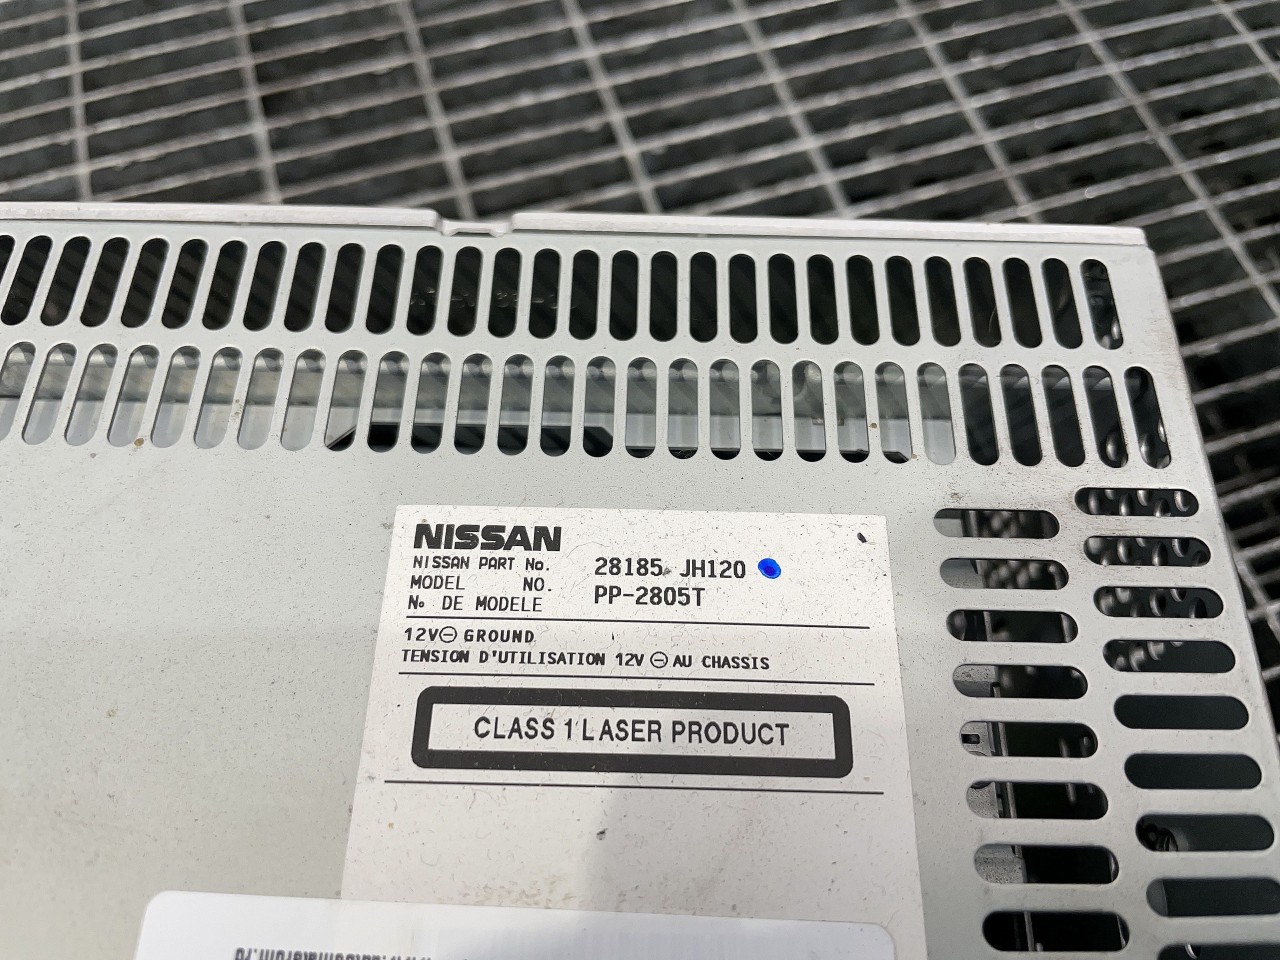 NISSAN
NISSAN PART No. 28185 JH120
MODEL NO. PP-2805T
No DE MODELE
12V⊖ GROUND
TENSION D'UTILISATION 12V ⊖ AU CHASSIS
CLASS 1 LASER PRODUCT